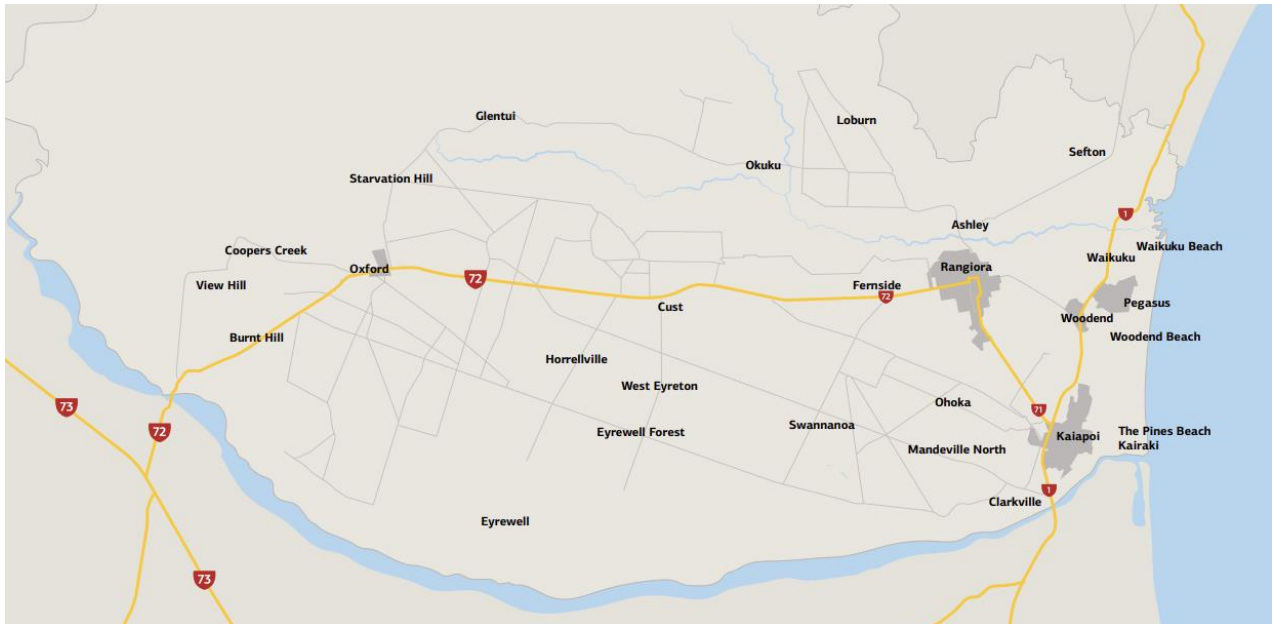 Glentui
Loburn
Sefton
Okuku
Starvation Hill
1
Ashley
Waikuku Beach
Coopers Creek
Waikuku
Oxford
Rangiora
72
View Hill
Fernside
72
Pegasus
Cust
Woodend
Burnt Hill
Woodend Beach
Horrellville
West Eyreton
73
Ohoka
71
Swannanoa
72
Eyrewell Forest
Kaiapoi
The Pines Beach
Kairaki
Mandeville North
1
Clarkville
Eyrewell
73